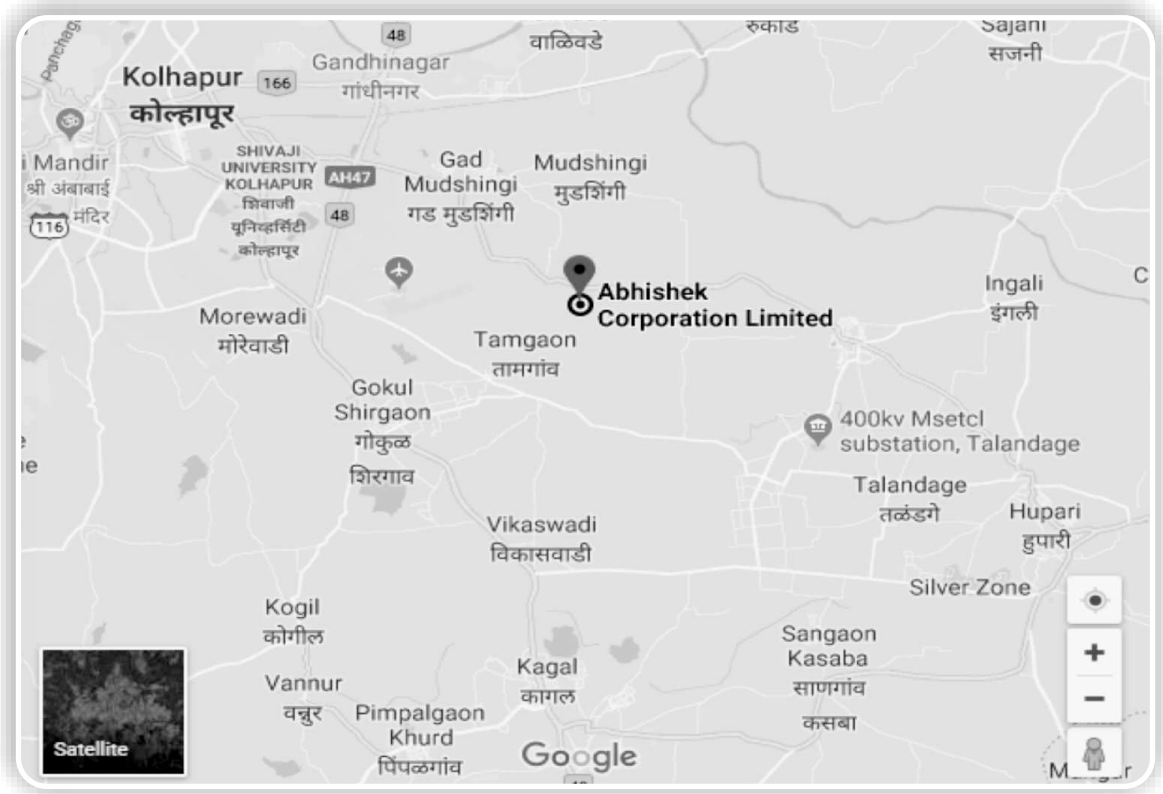 48
वाळिवडे
रुकडि
Sajani
सजनी
Panchag
Kolhapur
कोल्हापूर
166
Gandhinagar
गांधीनगर
i Mandir
श्री अंबाबाई
मंदिर
116
SHIVAJI
UNIVERSITY
KOLHAPUR
शिवाजी
यूनिव्हर्सिटी
कोल्हापूर
AH47
48
Gad
Mudshingi
गड मुडशिंगी
Mudshingi
मुडशिंगी
Abhishek
Corporation Limited
Ingali
इंगली
C
Morewadi
मोरेवाडी
Tamgaon
तामगांव
Gokul
Shirgaon
गोकुळ
शिरगाव
400kv Msetcl
substation, Talandage
Talandage
तळंडगे
Hupari
हुपारी
Vikaswadi
विकासवाडी
Silver Zone
Kogil
कोगील
Sangaon
Kasaba
साणगांव
कसबा
Kagal
कागल
Vannur
वन्नुर
Pimpalgaon
Khurd
पिंपळगांव
Satellite
Google